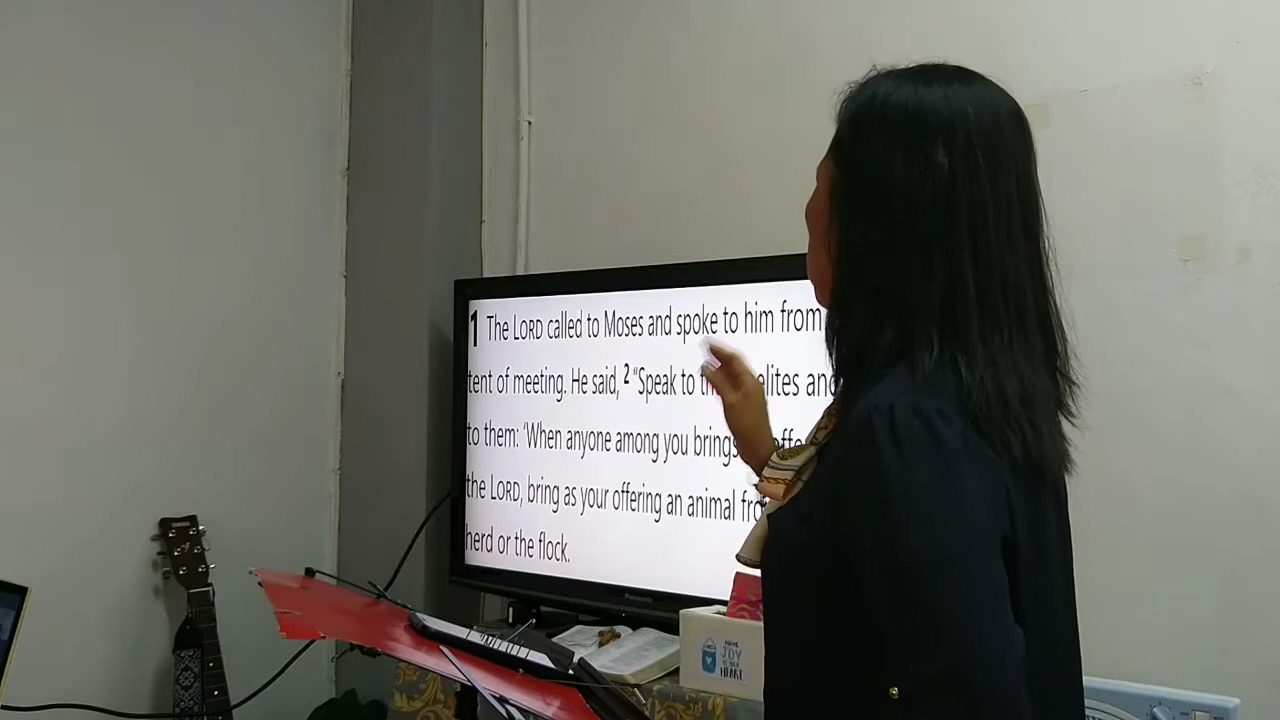 1 The LORD called to Moses and spoke to him from
tent of meeting. He said, 2 “Speak to
to them: ‘When anyone among you brings
the LORD, bring as your offering an animal
herd or the flock.
HAVE
JOY
IN YOUR
HEART
YAMAHA